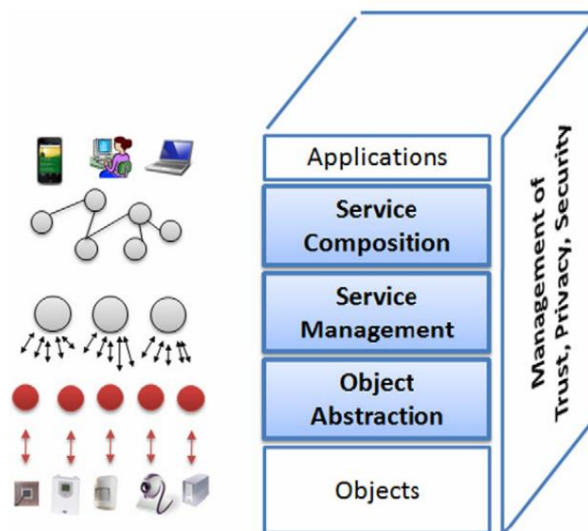 Applications
Service
Composition
Service
Management
Object
Abstraction
Objects
Management of
Trust, Privacy, Security